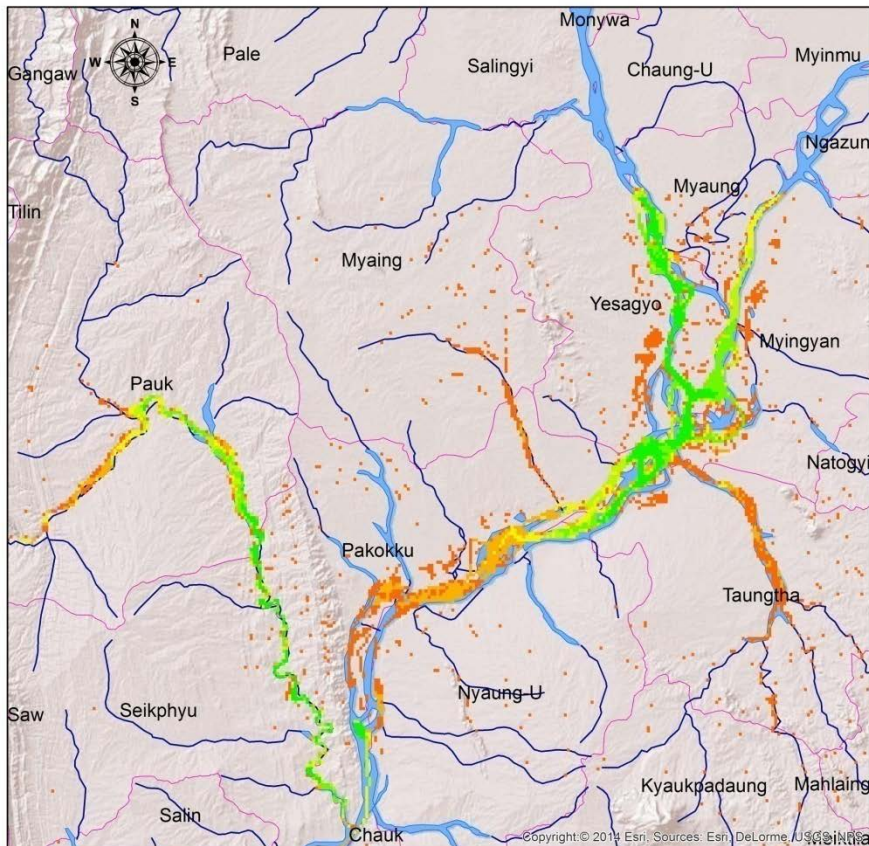 Monywa
N
Pale
Salingyi
Chaung-U
Myinmu
Gangaw
W
E
S
Ngazun
Myaung
Tilin
Myaing
Yesagyo
Myingyan
Pauk
Natogyi
Pakokku
Taungtha
Nyaung-U
Saw
Seikphyu
Kyaukpadaung
Mahlaing
Salin
Chauk
Copyright:© 2014 Esri, Sources: Esri, DeLorme, USGS, NPS
Meiktila